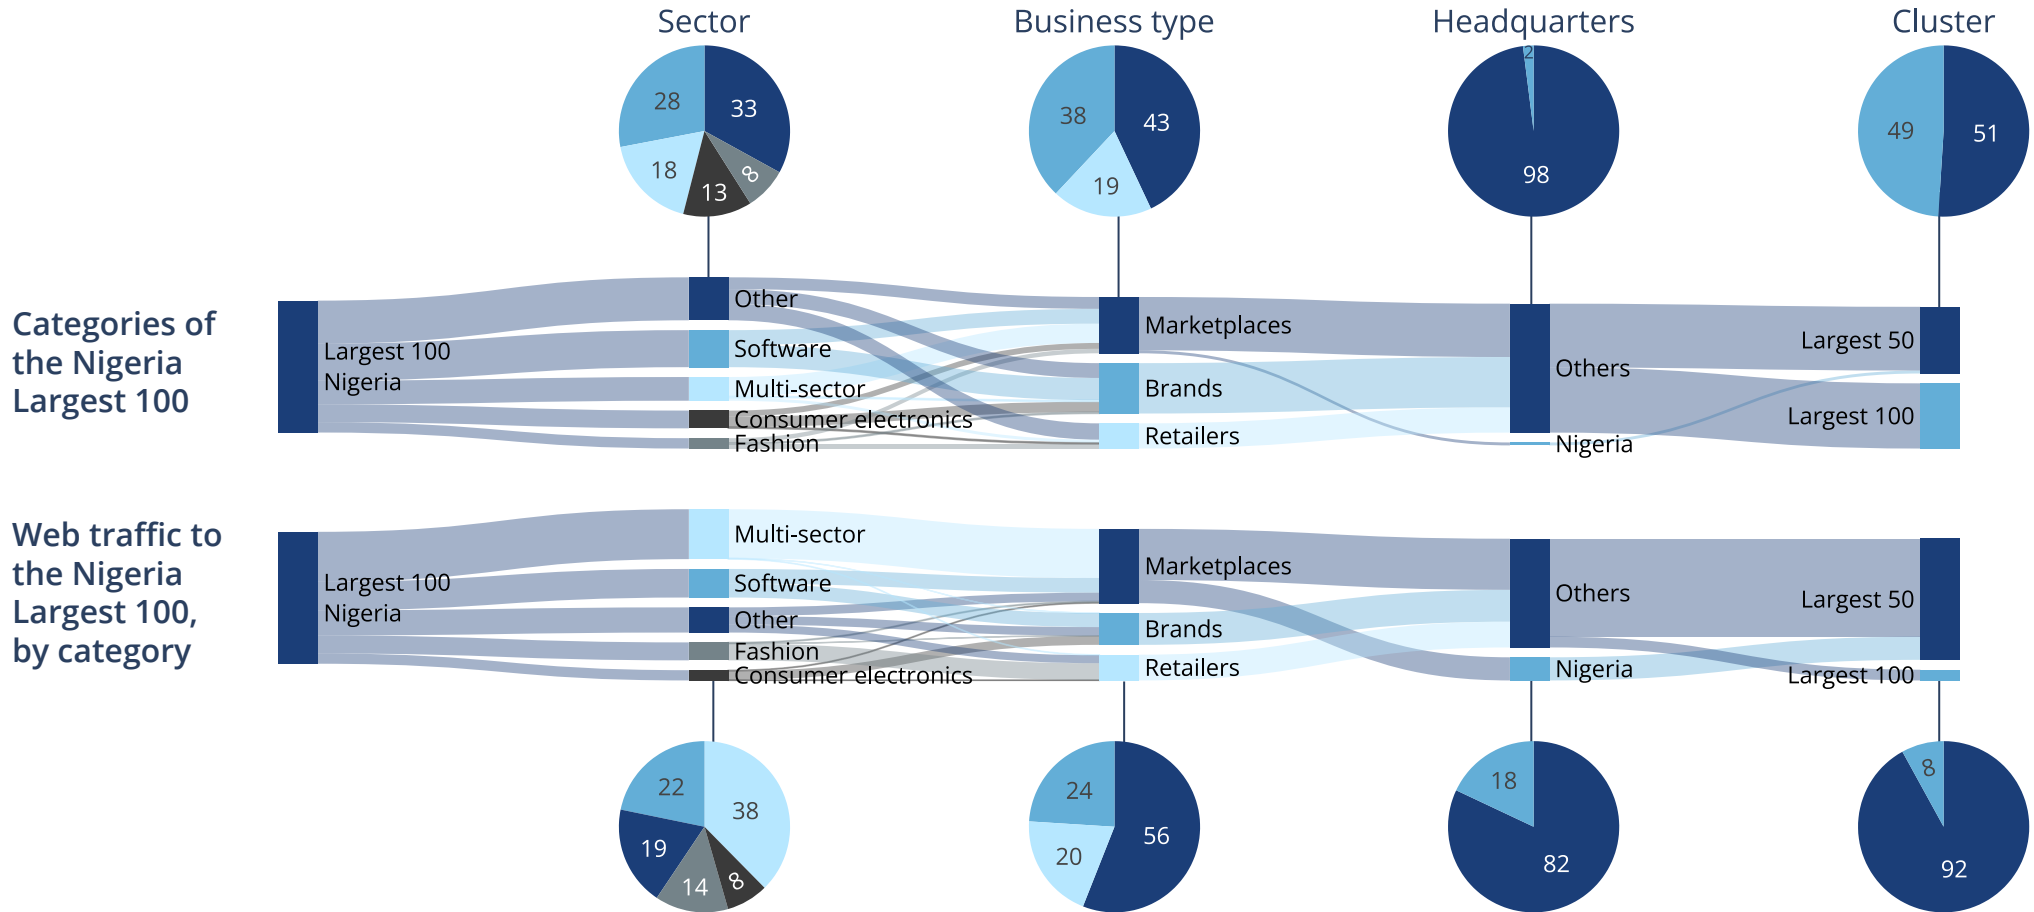 Sector
Business type
Headquarters
Cluster
28
33
18
13
8
38
43
19
2
98
49
51
Categories of
the Nigeria
Largest 100
Largest 100
Nigeria
Other
Software
Multi-sector
Consumer electronics
Fashion
Marketplaces
Brands
Retailers
Others
Nigeria
Largest 50
Largest 100
Web traffic to
the Nigeria
Largest 100,
by category
Largest 100
Nigeria
Multi-sector
Software
Other
Fashion
Consumer electronics
Marketplaces
Brands
Retailers
Others
Nigeria
Largest 50
Largest 100
22
38
19
14
8
24
56
20
18
82
8
92